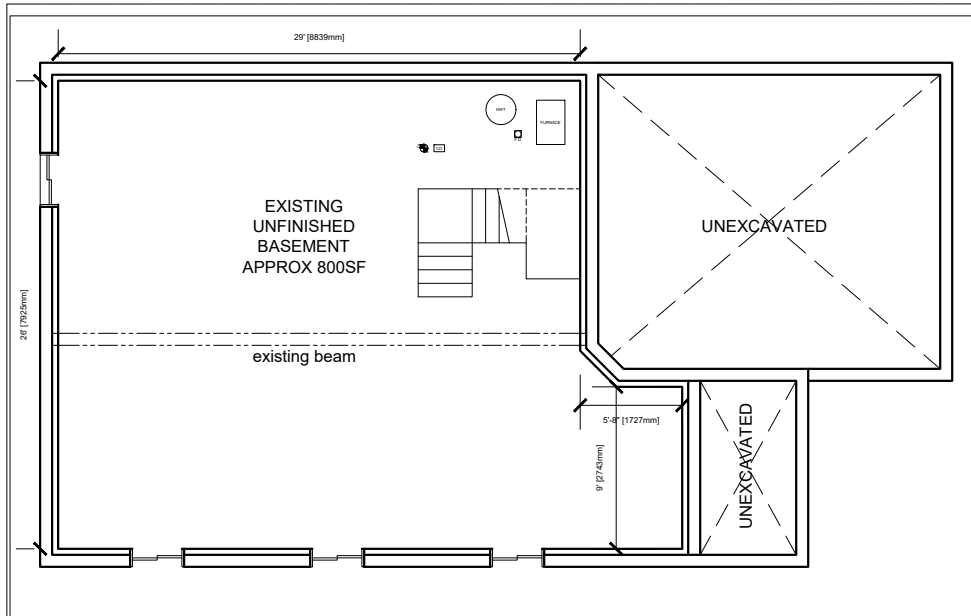 29' [8839mm]
HWT
FURNACE
F.D.
CO
EXISTING
UNFINISHED
BASEMENT
APPROX 800SF
UNEXCAVATED
26' [7925mm]
existing beam
5'-8" [1727mm]
9' [2743mm]
UNEXCAVATED